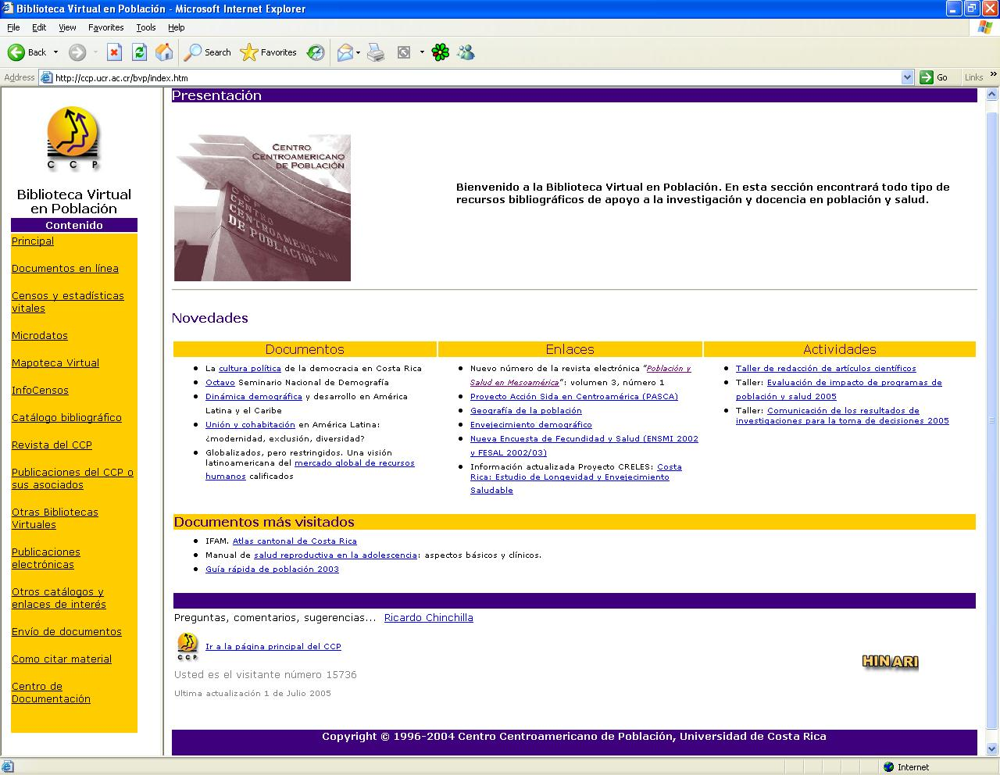 Biblioteca Virtual en Población - Microsoft Internet Explorer
File Edit View Favorites Tools Help
Back Search Favorites
Address http://ccp.ucr.ac.cr/bvp/index.htm Go Links »
C C P
Biblioteca Virtual
en Población
Contenido
Principal
Documentos en línea
Censos y estadísticas
vitales
Microdatos
Mapoteca Virtual
InfoCensos
Catálogo bibliográfico
Revista del CCP
Publicaciones del CCP o
sus asociados
Otras Bibliotecas
Virtuales
Publicaciones
electrónicas
Otros catálogos y
enlaces de interés
Envío de documentos
Como citar material
Centro de
Documentación
Presentación
CENTRO
CENTROAMERICANO
DE POBLACIÓN
CENTRO
CENTROAMERICANO
DE POBLACION
Bienvenido a la Biblioteca Virtual en Población. En esta sección encontrará todo tipo de
recursos bibliográficos de apoyo a la investigación y docencia en población y salud.
Novedades
Documentos
La cultura política de la democracia en Costa Rica
Octavo Seminario Nacional de Demografía
Dinámica demográfica y desarrollo en América
Latina y el Caribe
Unión y cohabitación en América Latina:
¿modernidad, exclusión, diversidad?
Globalizados, pero restringidos. Una visión
latinoamericana del mercado global de recursos
humanos calificados
Enlaces
Nuevo número de la revista electrónica “Población y
Salud en Mesoamérica”: volumen 3, número 1
Proyecto Acción Sida en Centroamérica (PASCA)
Geografía de la población
Envejecimiento demográfico
Nueva Encuesta de Fecundidad y Salud (ENSMI 2002
y FESAL 2002/03)
Información actualizada Proyecto CRELES: Costa
Rica: Estudio de Longevidad y Envejecimiento
Saludable
Actividades
Taller de redacción de artículos científicos
Taller: Evaluación de impacto de programas de
población y salud 2005
Taller: Comunicación de los resultados de
investigaciones para la toma de decisiones 2005
Documentos más visitados
IFAM. Atlas cantonal de Costa Rica
Manual de salud reproductiva en la adolescencia: aspectos básicos y clínicos.
Guía rápida de población 2003
Preguntas, comentarios, sugerencias... Ricardo Chinchilla
C C P
Ir a la página principal del CCP
HINARI
Usted es el visitante número 15736
Ultima actualización 1 de Julio 2005
Copyright © 1996-2004 Centro Centroamericano de Población, Universidad de Costa Rica
Internet